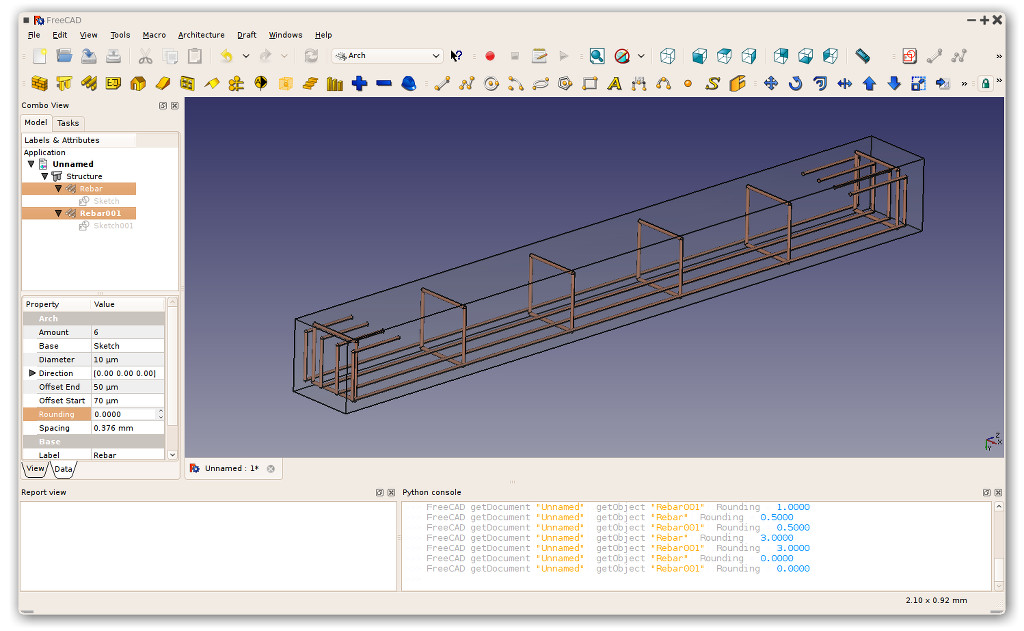 FreeCAD
File Edit View Tools Macro Architecture Draft Windows Help
Arch
Combo View
Model Tasks
Labels & Attributes
Application
Unnamed
Structure
Rebar
Sketch
Rebar001
Sketch001
Property Value
Arch
Amount 6
Base Sketch
Diameter 10 µm
Direction [0.00 0.00 0.00]
Offset End 50 µm
Offset Start 70 µm
Rounding 0.0000
Spacing 0.376 mm
Base
Label Rebar
View Data
Unnamed : 1*
Z
X
Y
Report view
Python console
FreeCAD getDocument "Unnamed" getObject "Rebar001" Rounding 1.0000
FreeCAD getDocument "Unnamed" getObject "Rebar" Rounding 0.5000
FreeCAD getDocument "Unnamed" getObject "Rebar001" Rounding 0.5000
FreeCAD getDocument "Unnamed" getObject "Rebar" Rounding 3.0000
FreeCAD getDocument "Unnamed" getObject "Rebar001" Rounding 3.0000
FreeCAD getDocument "Unnamed" getObject "Rebar" Rounding 0.0000
FreeCAD getDocument "Unnamed" getObject "Rebar001" Rounding 0.0000
2.10 x 0.92 mm